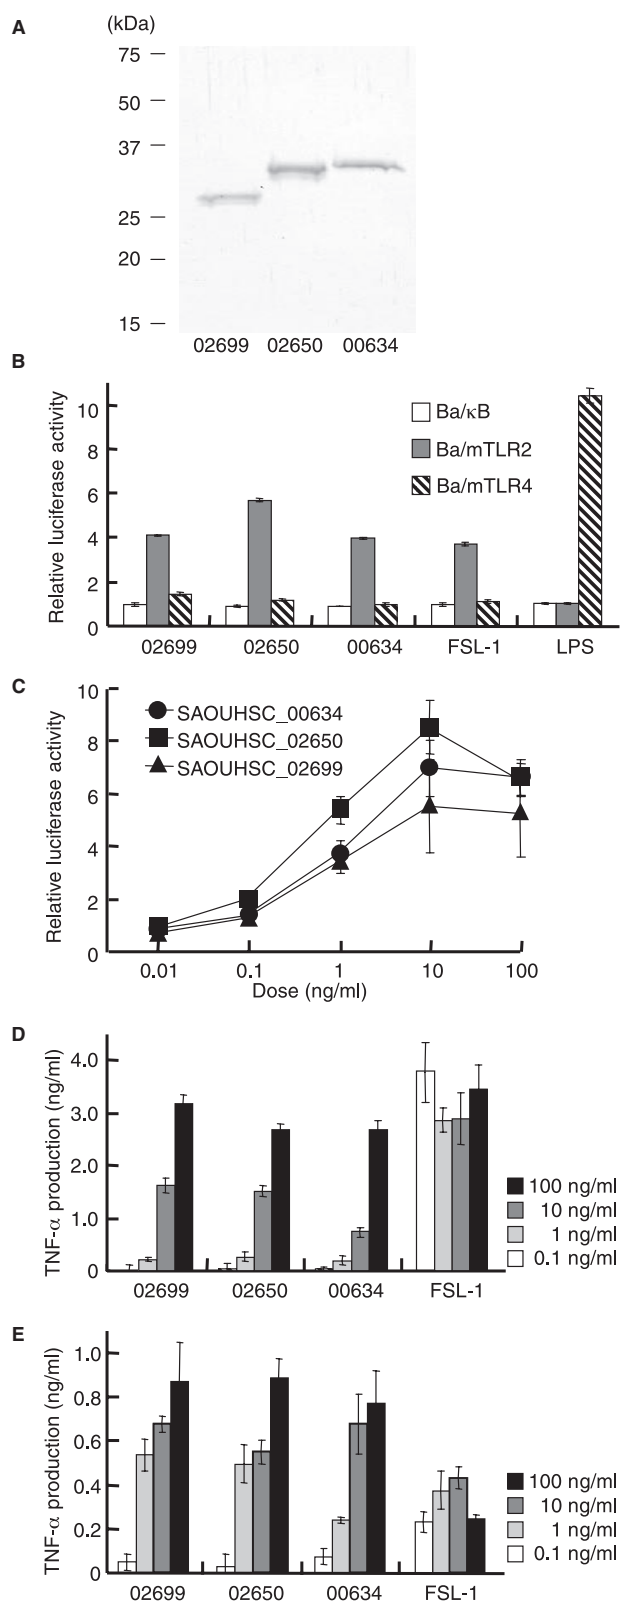 A
(kDa)
75
50
37
25
20
15
02699 02650 00634
B
Relative luciferase activity
10
8
6
4
2
0
Ba/κB
Ba/mTLR2
Ba/mTLR4
02699 02650 00634 FSL-1 LPS
C
Relative luciferase activity
10
8
6
4
2
0
SAOUHSC_00634
SAOUHSC_02650
SAOUHSC_02699
0.01 0.1 1 10 100
Dose (ng/ml)
D
TNF-α production (ng/ml)
4.0
3.0
2.0
1.0
0
100 ng/ml
10 ng/ml
1 ng/ml
0.1 ng/ml
02699 02650 00634 FSL-1
E
TNF-α production (ng/ml)
1.0
0.8
0.6
0.4
0.2
0
100 ng/ml
10 ng/ml
1 ng/ml
0.1 ng/ml
02699 02650 00634 FSL-1